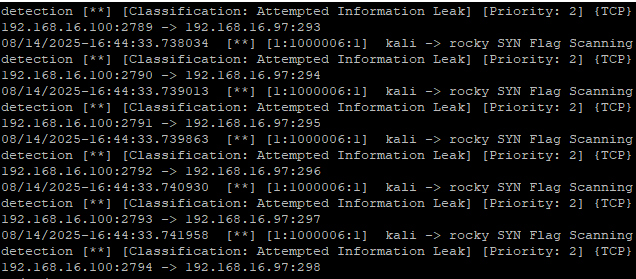 detection [**] [Classification: Attempted Information Leak] [Priority: 2] {TCP}
192.168.16.100:2789 -> 192.168.16.97:293
08/14/2025-16:44:33.738034  [**] [1:1000006:1]  kali -> rocky SYN Flag Scanning
detection [**] [Classification: Attempted Information Leak] [Priority: 2] {TCP}
192.168.16.100:2790 -> 192.168.16.97:294
08/14/2025-16:44:33.739013  [**] [1:1000006:1]  kali -> rocky SYN Flag Scanning
detection [**] [Classification: Attempted Information Leak] [Priority: 2] {TCP}
192.168.16.100:2791 -> 192.168.16.97:295
08/14/2025-16:44:33.739863  [**] [1:1000006:1]  kali -> rocky SYN Flag Scanning
detection [**] [Classification: Attempted Information Leak] [Priority: 2] {TCP}
192.168.16.100:2792 -> 192.168.16.97:296
08/14/2025-16:44:33.740930  [**] [1:1000006:1]  kali -> rocky SYN Flag Scanning
detection [**] [Classification: Attempted Information Leak] [Priority: 2] {TCP}
192.168.16.100:2793 -> 192.168.16.97:297
08/14/2025-16:44:33.741958  [**] [1:1000006:1]  kali -> rocky SYN Flag Scanning
detection [**] [Classification: Attempted Information Leak] [Priority: 2] {TCP}
192.168.16.100:2794 -> 192.168.16.97:298